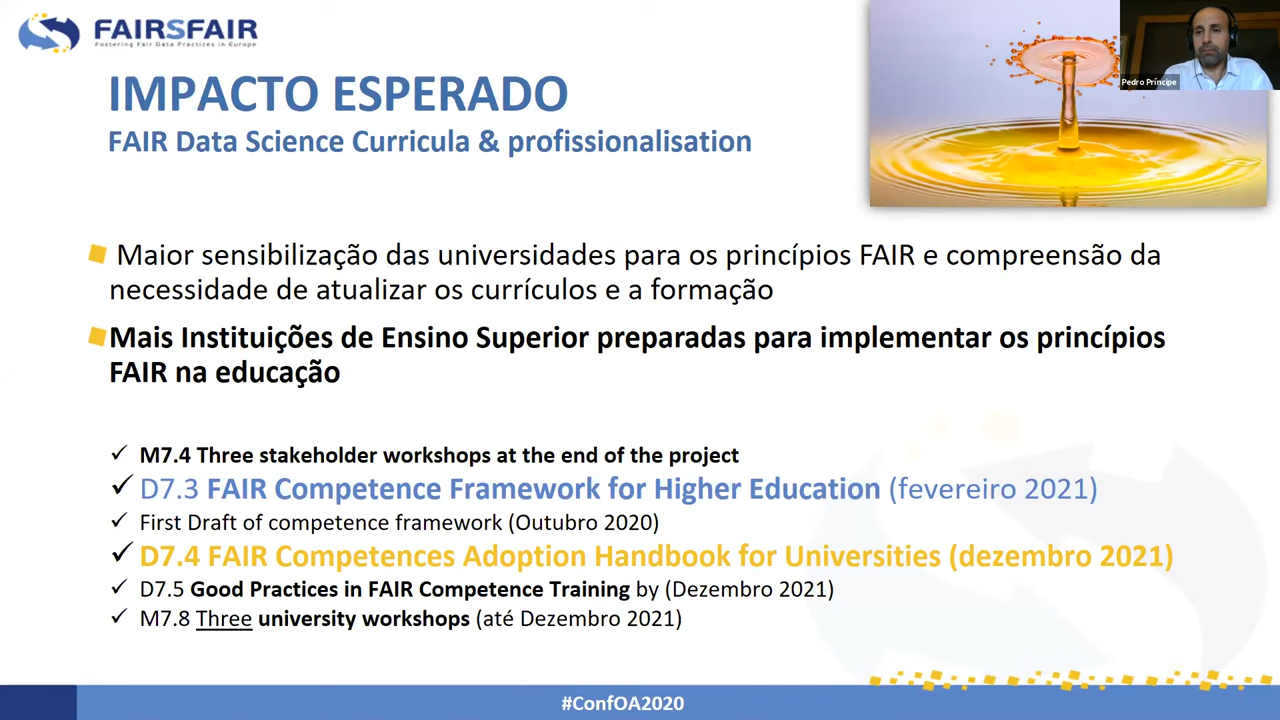 FAIRSFAIR
Fostering Fair Data Practices in Europe
IMPACTO ESPERADO
FAIR Data Science Curricula & profissionalisation
Pedro Príncipe
Maior sensibilização das universidades para os princípios FAIR e compreensão da
necessidade de atualizar os currículos e a formação
Mais Instituições de Ensino Superior preparadas para implementar os princípios
FAIR na educação
✓ M7.4 Three stakeholder workshops at the end of the project
✓ D7.3 FAIR Competence Framework for Higher Education (fevereiro 2021)
✓ First Draft of competence framework (Outubro 2020)
✓ D7.4 FAIR Competences Adoption Handbook for Universities (dezembro 2021)
✓ D7.5 Good Practices in FAIR Competence Training by (Dezembro 2021)
✓ M7.8 Three university workshops (até Dezembro 2021)
#ConfOA2020